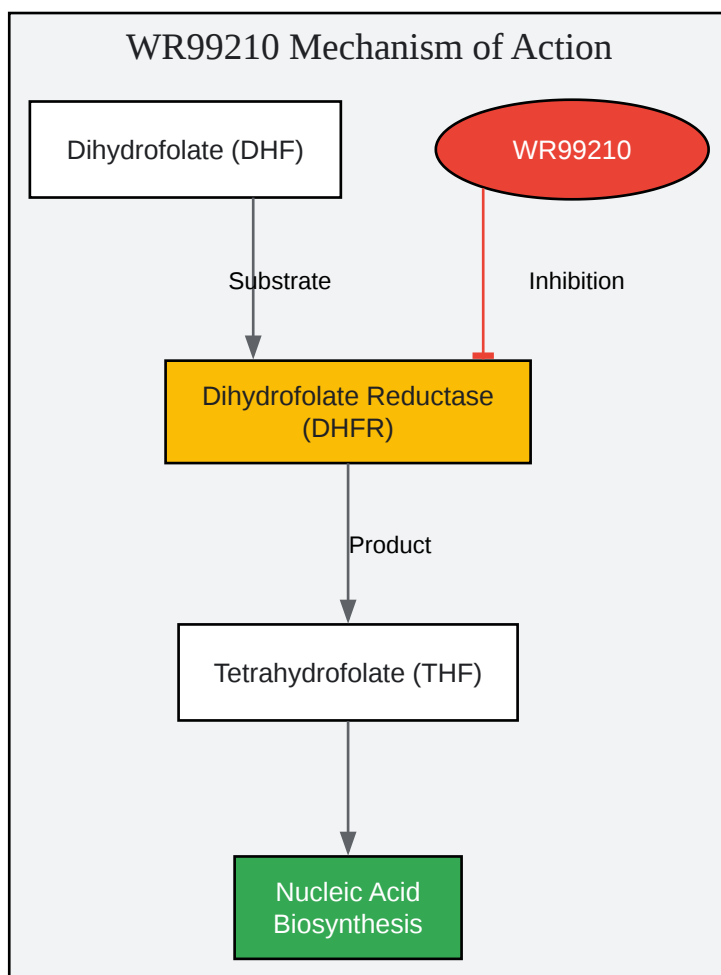 WR99210 Mechanism of Action
Dihydrofolate (DHF)
WR99210
Substrate
Inhibition
Dihydrofolate Reductase
(DHFR)
Product
Tetrahydrofolate (THF)
Nucleic Acid
Biosynthesis